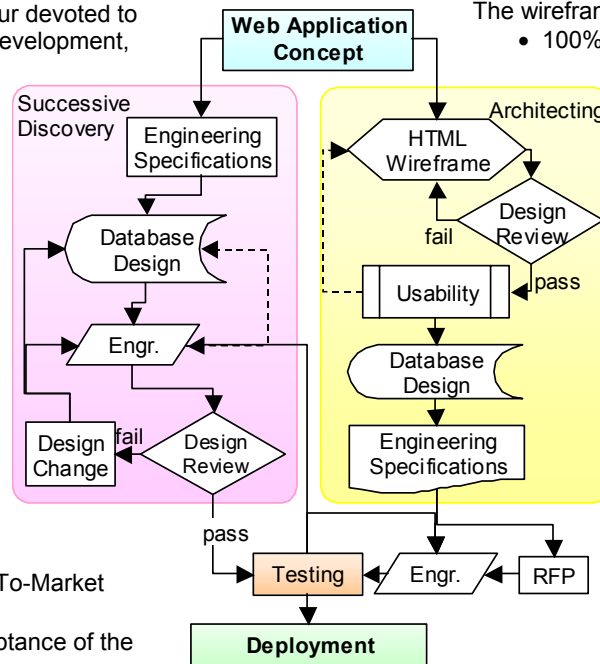 ur devoted to
evelopment,
The wirefran
• 100%
Web Application
Concept
Successive
Discovery
Engineering
Specifications
Database
Design
Engr.
Design
Change
fail
Design
Review
pass
Architecting
HTML
Wireframe
Design
Review
fail
pass
Usability
Database
Design
Engineering
Specifications
Testing
Engr.
RFP
Deployment
To-Market
ptance of the